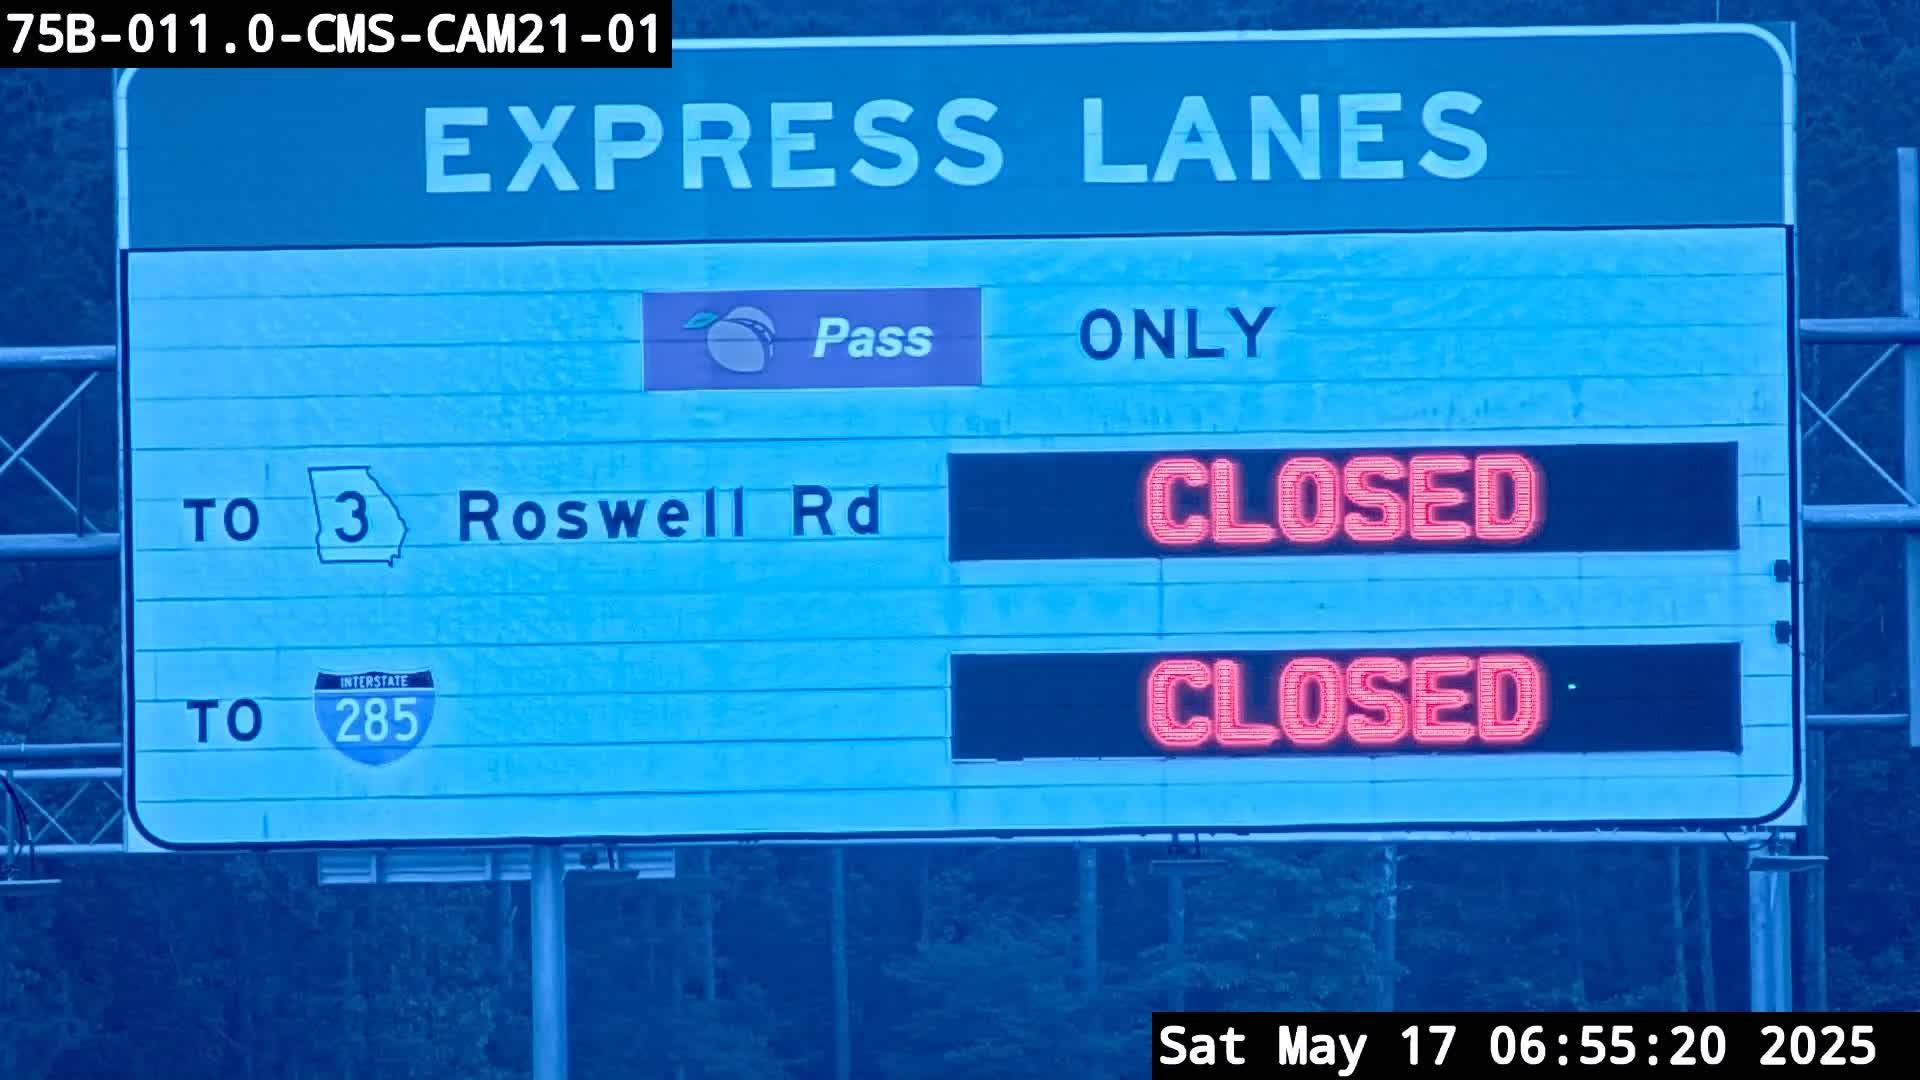 75B-011.0-CMS-CAM21-01
EXPRESS LANES
Pass ONLY
TO 3 Roswell Rd CLOSED
INTERSTATE
TO 285 CLOSED
Sat May 17 06:55:20 2025